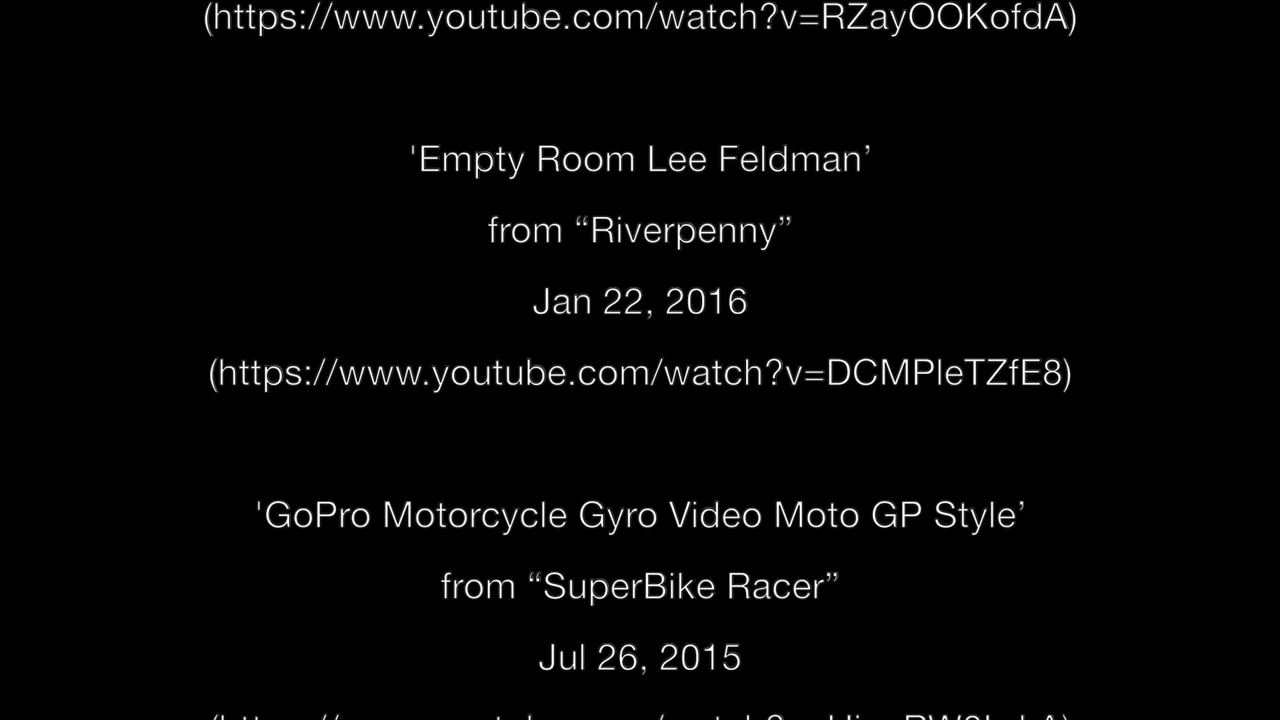 (https://www.youtube.com/watch?v=RZayOOKofdA)
'Empty Room Lee Feldman’
from “Riverpenny”
Jan 22, 2016
(https://www.youtube.com/watch?v=DCMPleTZfE8)
'GoPro Motorcycle Gyro Video Moto GP Style’
from “SuperBike Racer”
Jul 26, 2015